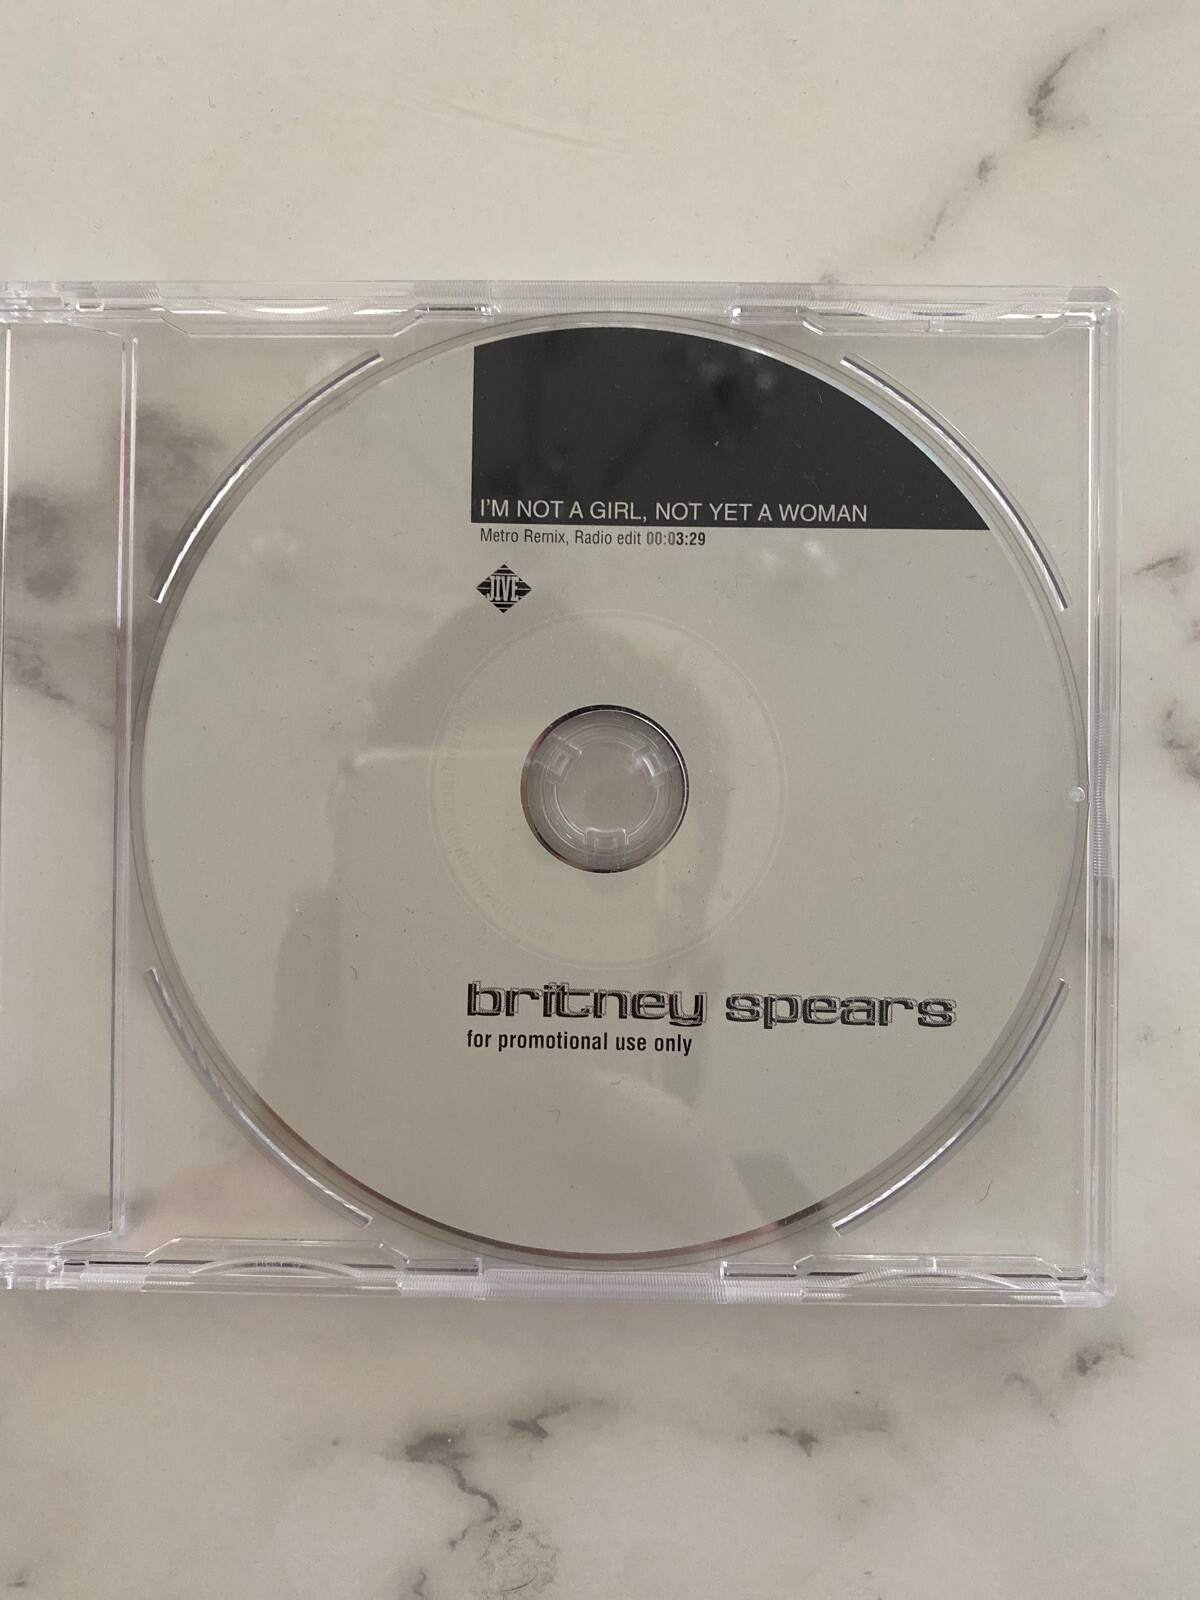 I'M NOT A GIRL, NOT YET A WOMAN
Metro Remix, Radio edit 00:03:29
JIVE
britney spears
for promotional use only